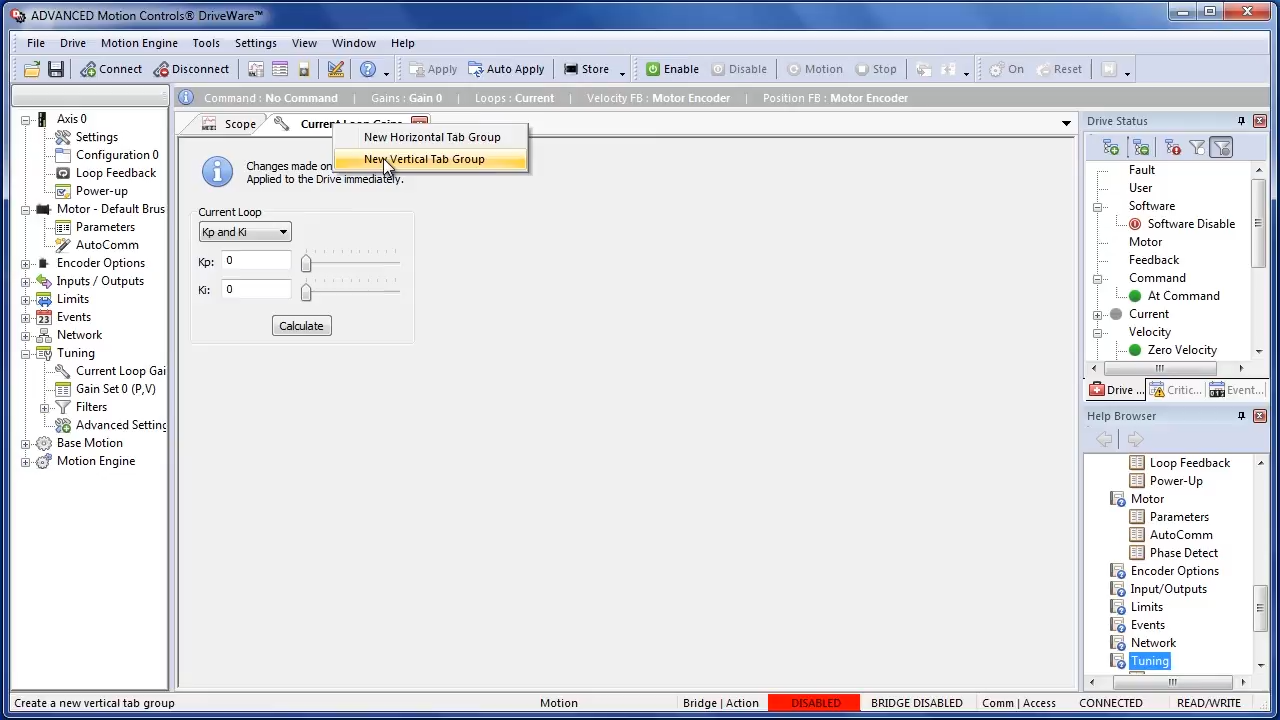 ADVANCED Motion Controls® DriveWare™
File Drive Motion Engine Tools Settings View Window Help
Connect Disconnect Apply Auto Apply Store Enable Disable Motion Stop On Reset
Command : No Command | Gains : Gain 0 | Loops : Current | Velocity FB : Motor Encoder | Position FB : Motor Encoder
Axis 0
Settings
Configuration 0
Loop Feedback
Power-up
Motor - Default Brus
Parameters
AutoComm
Encoder Options
Inputs / Outputs
Limits
Events
Network
Tuning
Current Loop Gai
Gain Set 0 (P,V)
Filters
Advanced Setting
Base Motion
Motion Engine
Scope Current Loop Gains
New Horizontal Tab Group
New Vertical Tab Group
Changes made on
Applied to the Drive immediately.
Current Loop
Kp and Ki
Kp: 0
Ki: 0
Calculate
Drive Status
Fault
User
Software
Software Disable
Motor
Feedback
Command
At Command
Current
Velocity
Zero Velocity
Drive ... Critic... Event...
Help Browser
Loop Feedback
Power-Up
Motor
Parameters
AutoComm
Phase Detect
Encoder Options
Input/Outputs
Limits
Events
Network
Tuning
Create a new vertical tab group Motion Bridge | Action DISABLED BRIDGE DISABLED Comm | Access CONNECTED READ/WRITE